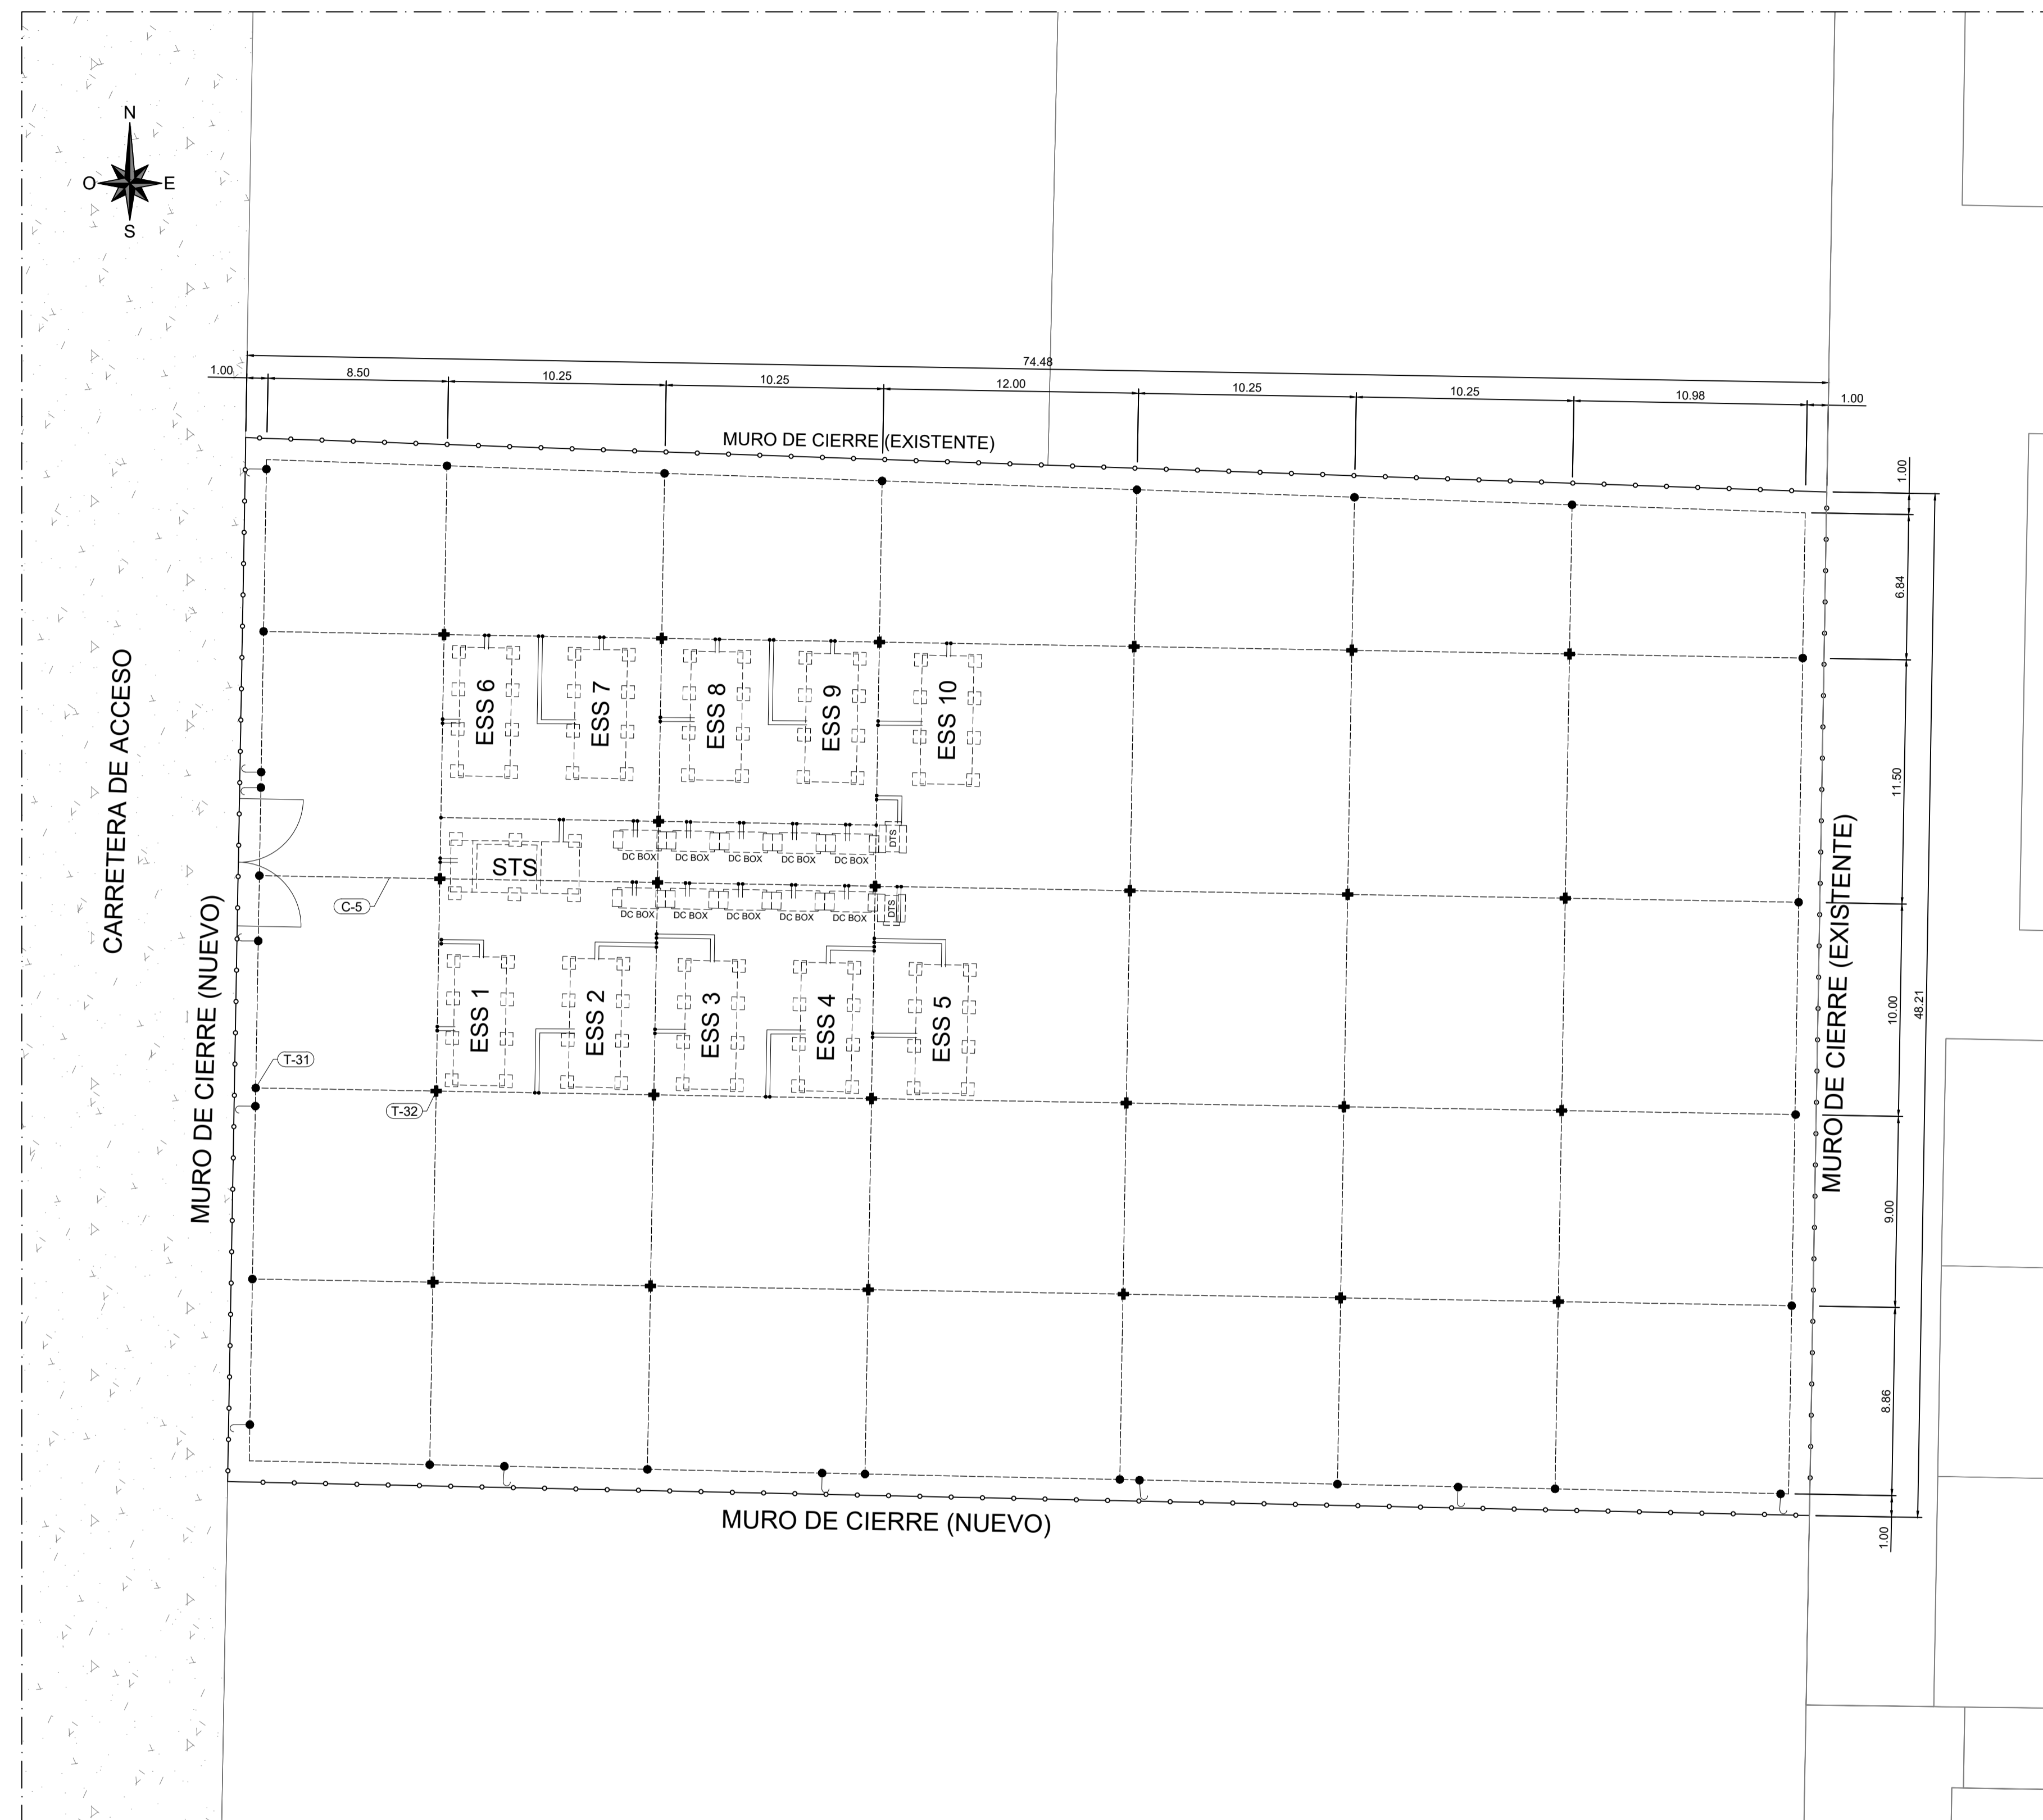 N
O E
S
74.48
1.00
8.50
10.25
10.25
12.00
10.25
10.25
10.98
1.00
MURO DE CIERRE (EXISTENTE)
1.00
6.84
11.50
10.00
48.21
9.00
8.86
1.00
CARRETERA DE ACCESO
MURO DE CIERRE (NUEVO)
MURO DE CIERRE (EXISTENTE)
ESS 6
ESS 7
ESS 8
ESS 9
ESS 10
STS
DC BOX
DC BOX
DC BOX
DC BOX
DC BOX
DTS
C-5
DC BOX
DC BOX
DC BOX
DC BOX
DC BOX
DTS
ESS 1
ESS 2
ESS 3
ESS 4
ESS 5
T-31
T-32
MURO DE CIERRE (NUEVO)